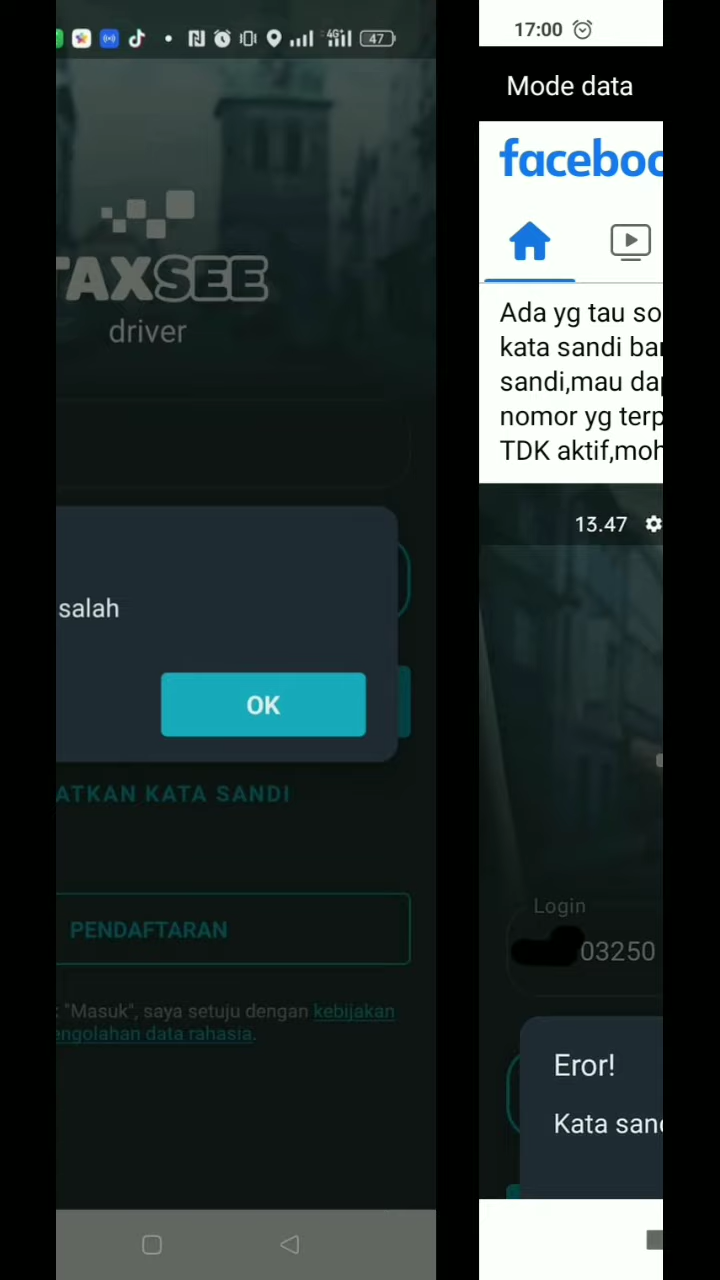 47
TAXSEE
driver
salah
OK
ATKAN KATA SANDI
PENDAFTARAN
"Masuk", saya setuju dengan kebijakan
engolahan data rahasia.
17:00
Mode data
faceboo
Ada yg tau so
kata sandi bar
sandi,mau dap
nomor yg terp
TDK aktif,moh
13.47
Login
03250
Eror!
Kata sand